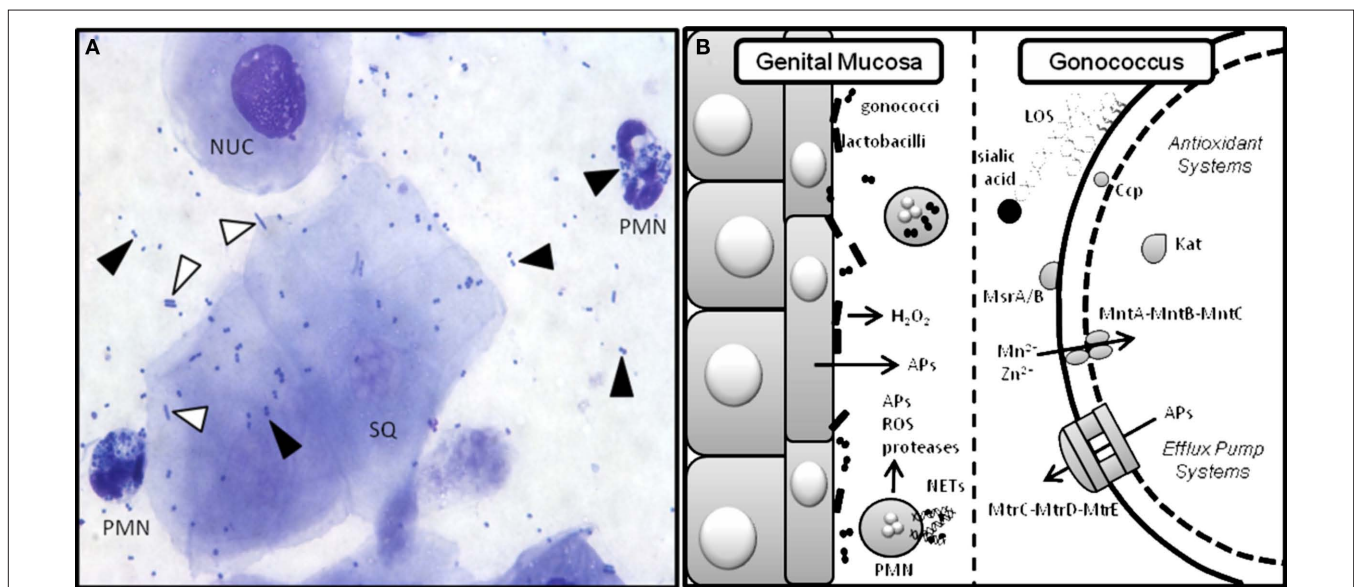 A
NUC
PMN
SQ
PMN
B
Genital Mucosa
gonococci
lactobacilli
H₂O₂
APs
APs
ROS
proteases
NETs
PMN
Gonococcus
LOS
sialic
acid
Antioxidant
Systems
Ccp
Kat
MsrA/B
MntA-MntB-MntC
Mn²⁻
Zn²⁻
APs
Efflux Pump
Systems
MtrC-MtrD-MtrE